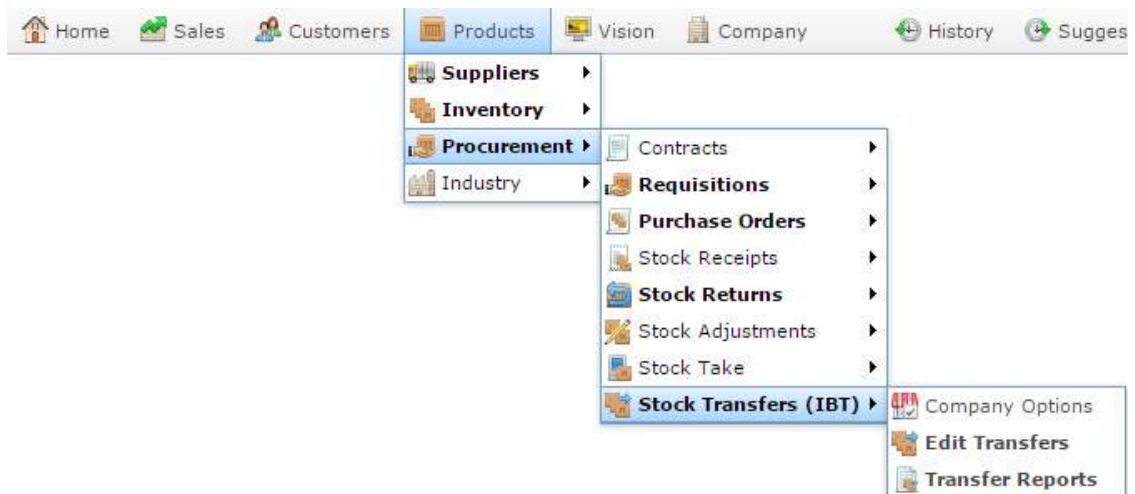 Home Sales Customers Products Vision Company History Sugges
Suppliers
Inventory
Procurement
Industry
Contracts
Requisitions
Purchase Orders
Stock Receipts
Stock Returns
Stock Adjustments
Stock Take
Stock Transfers (IBT)
Company Options
Edit Transfers
Transfer Reports